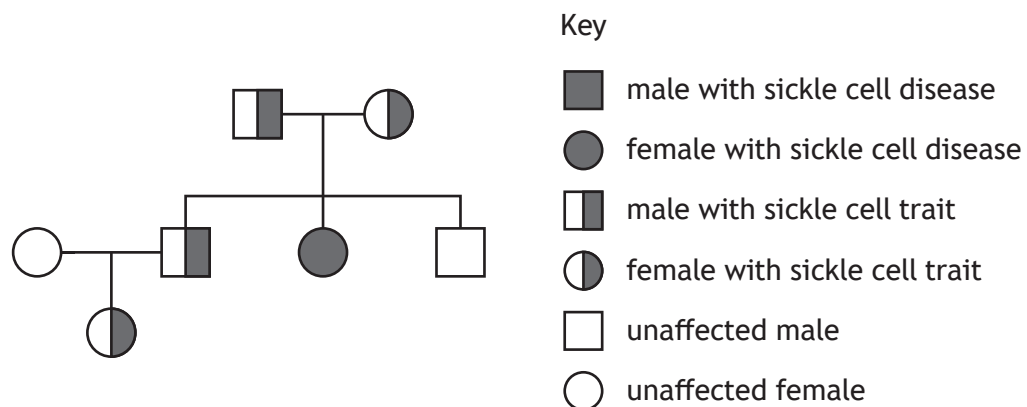 Key
male with sickle cell disease
female with sickle cell disease
male with sickle cell trait
female with sickle cell trait
unaffected male
unaffected female